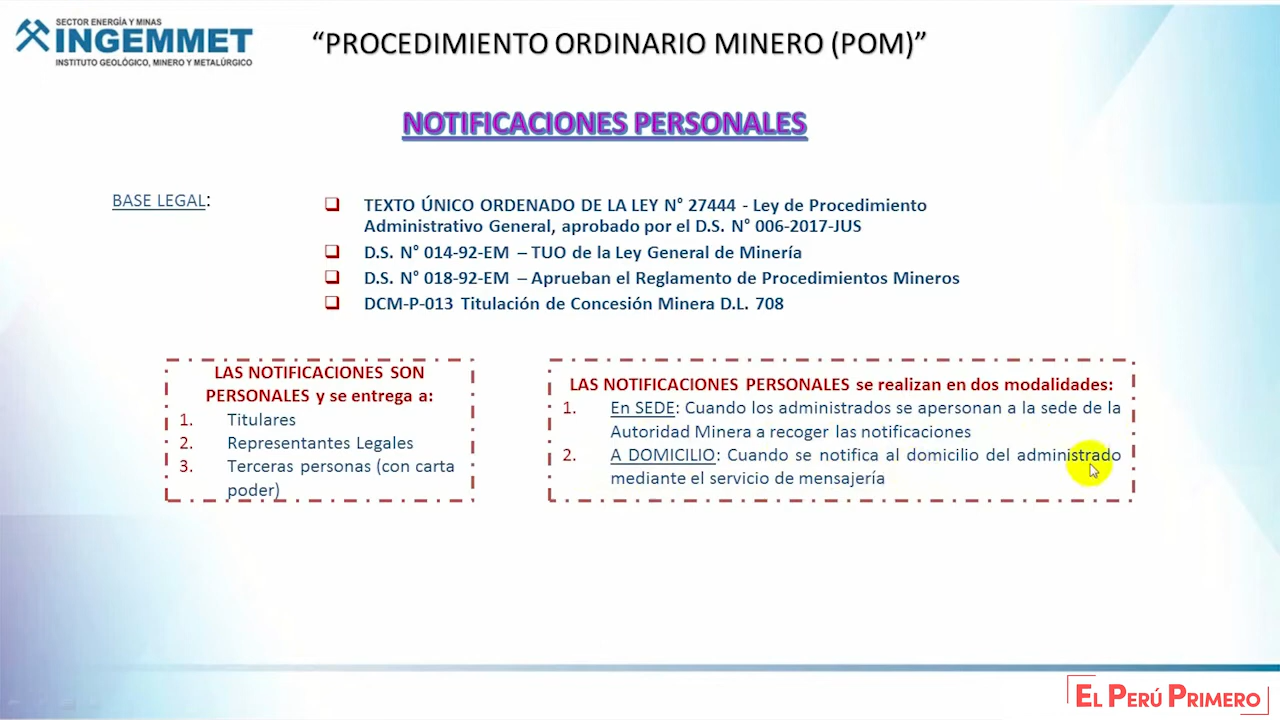 SECTOR ENERGÍA Y MINAS
INGEMMET
INSTITUTO GEOLÓGICO, MINERO Y METALÚRGICO
“PROCEDIMIENTO ORDINARIO MINERO (POM)”
NOTIFICACIONES PERSONALES
BASE LEGAL:
❑ TEXTO ÚNICO ORDENADO DE LA LEY N° 27444 - Ley de Procedimiento
Administrativo General, aprobado por el D.S. N° 006-2017-JUS
❑ D.S. N° 014-92-EM – TUO de la Ley General de Minería
❑ D.S. N° 018-92-EM – Aprueban el Reglamento de Procedimientos Mineros
❑ DCM-P-013 Titulación de Concesión Minera D.L. 708
LAS NOTIFICACIONES SON
PERSONALES y se entrega a:
1. Titulares
2. Representantes Legales
3. Terceras personas (con carta
poder)
LAS NOTIFICACIONES PERSONALES se realizan en dos modalidades:
1. En SEDE: Cuando los administrados se apersonan a la sede de la
Autoridad Minera a recoger las notificaciones
2. A DOMICILIO: Cuando se notifica al domicilio del administrado
mediante el servicio de mensajería
EL PERÚ PRIMERO